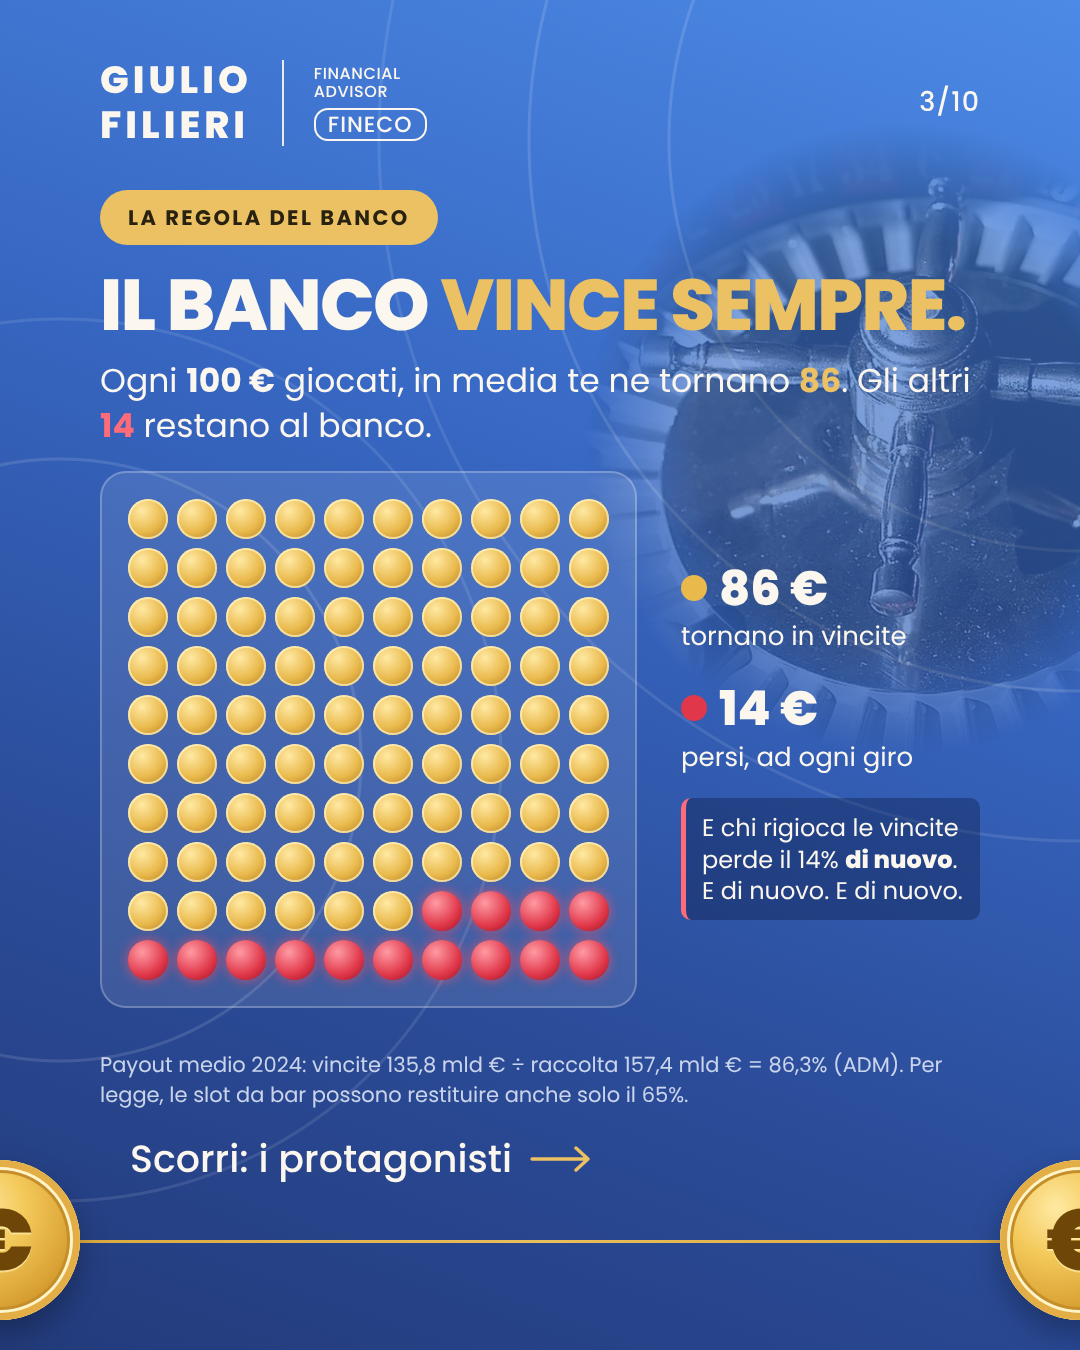 GIULIO
FILIERI
FINANCIAL
ADVISOR
FINECO
3/10
LA REGOLA DEL BANCO
IL BANCO VINCE SEMPRE.
Ogni 100 € giocati, in media te ne tornano 86. Gli altri
14 restano al banco.
86 €
tornano in vincite
14 €
persi, ad ogni giro
E chi rigioca le vincite
perde il 14% di nuovo.
E di nuovo. E di nuovo.
Payout medio 2024: vincite 135,8 mld € ÷ raccolta 157,4 mld € = 86,3% (ADM). Per
legge, le slot da bar possono restituire anche solo il 65%.
Scorri: i protagonisti →
€
€